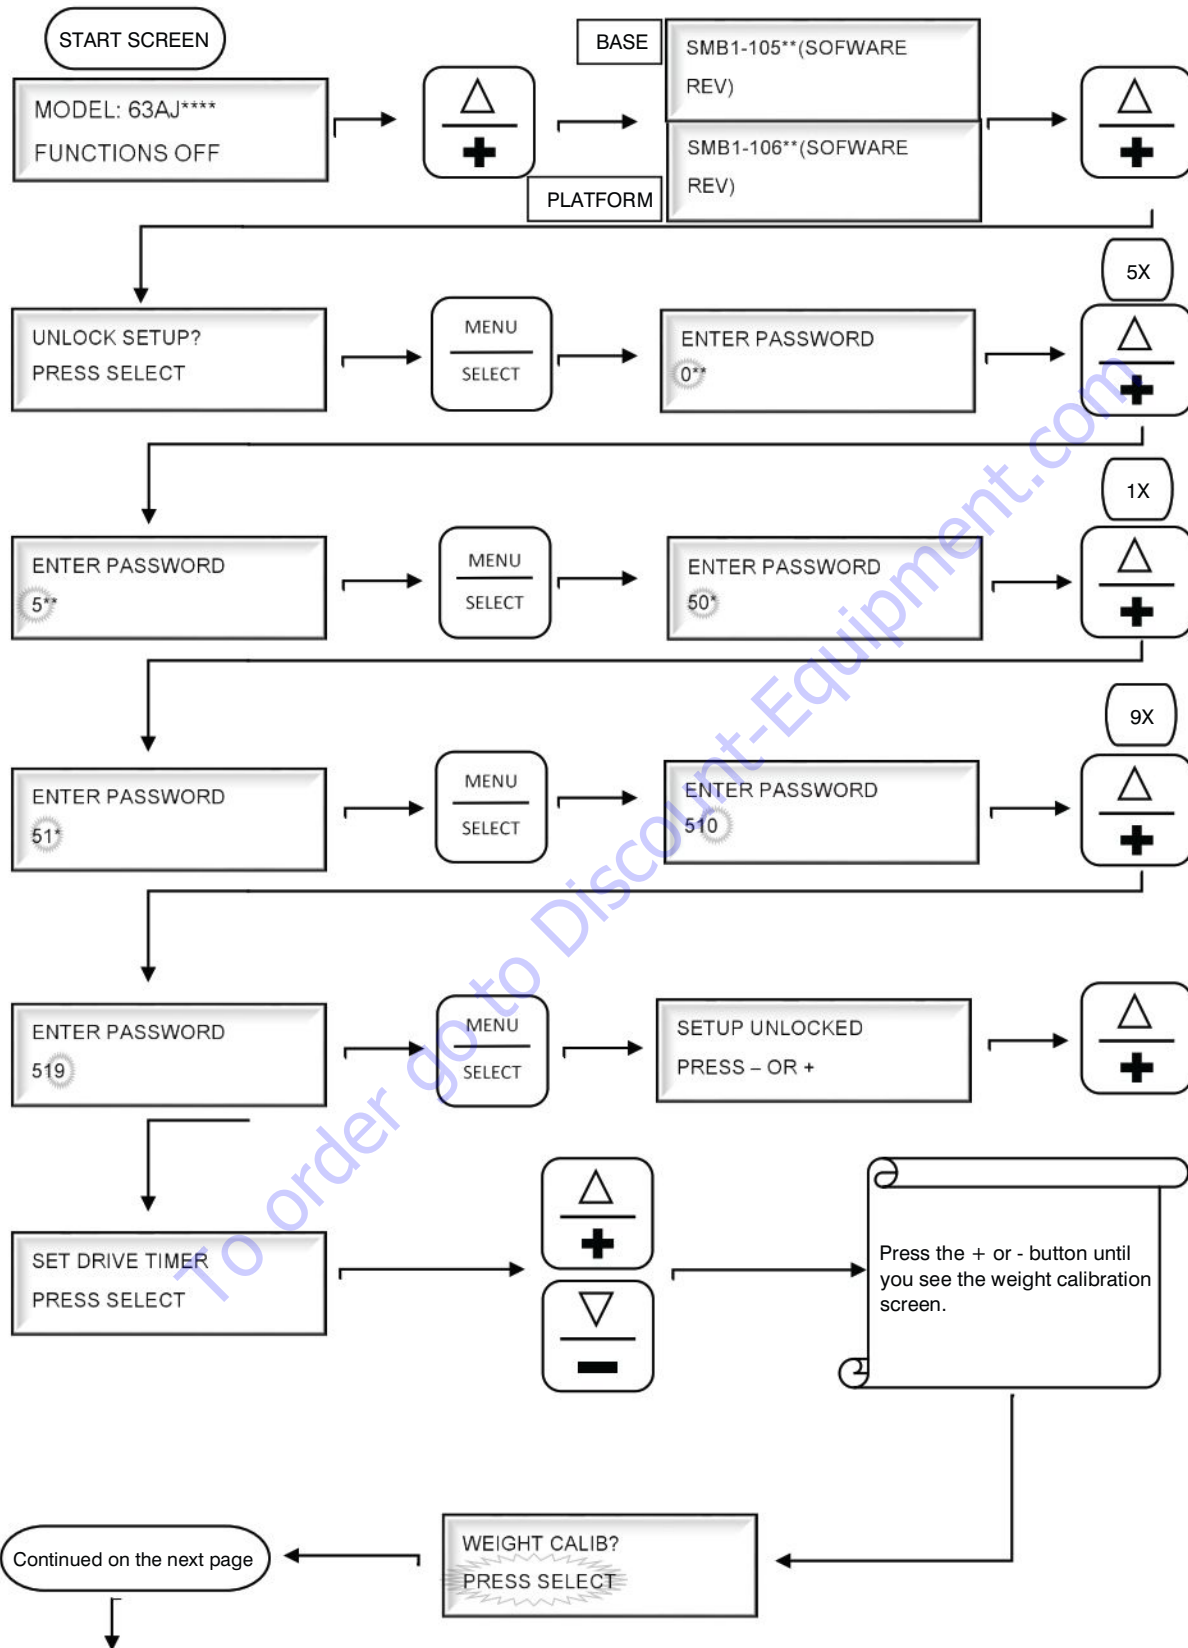 START SCREEN
MODEL: 63AJ****
FUNCTIONS OFF
BASE
SMB1-105**(SOFWARE
REV)
PLATFORM
SMB1-106**(SOFWARE
REV)
UNLOCK SETUP?
PRESS SELECT
MENU
SELECT
ENTER PASSWORD
0**
5X
ENTER PASSWORD
5**
MENU
SELECT
ENTER PASSWORD
50*
1X
ENTER PASSWORD
51*
MENU
SELECT
ENTER PASSWORD
510
9X
ENTER PASSWORD
519
MENU
SELECT
SETUP UNLOCKED
PRESS – OR +
SET DRIVE TIMER
PRESS SELECT
Press the + or - button until
you see the weight calibration
screen.
WEIGHT CALIB?
PRESS SELECT
Continued on the next page
To order go to Discount-Equipment.com